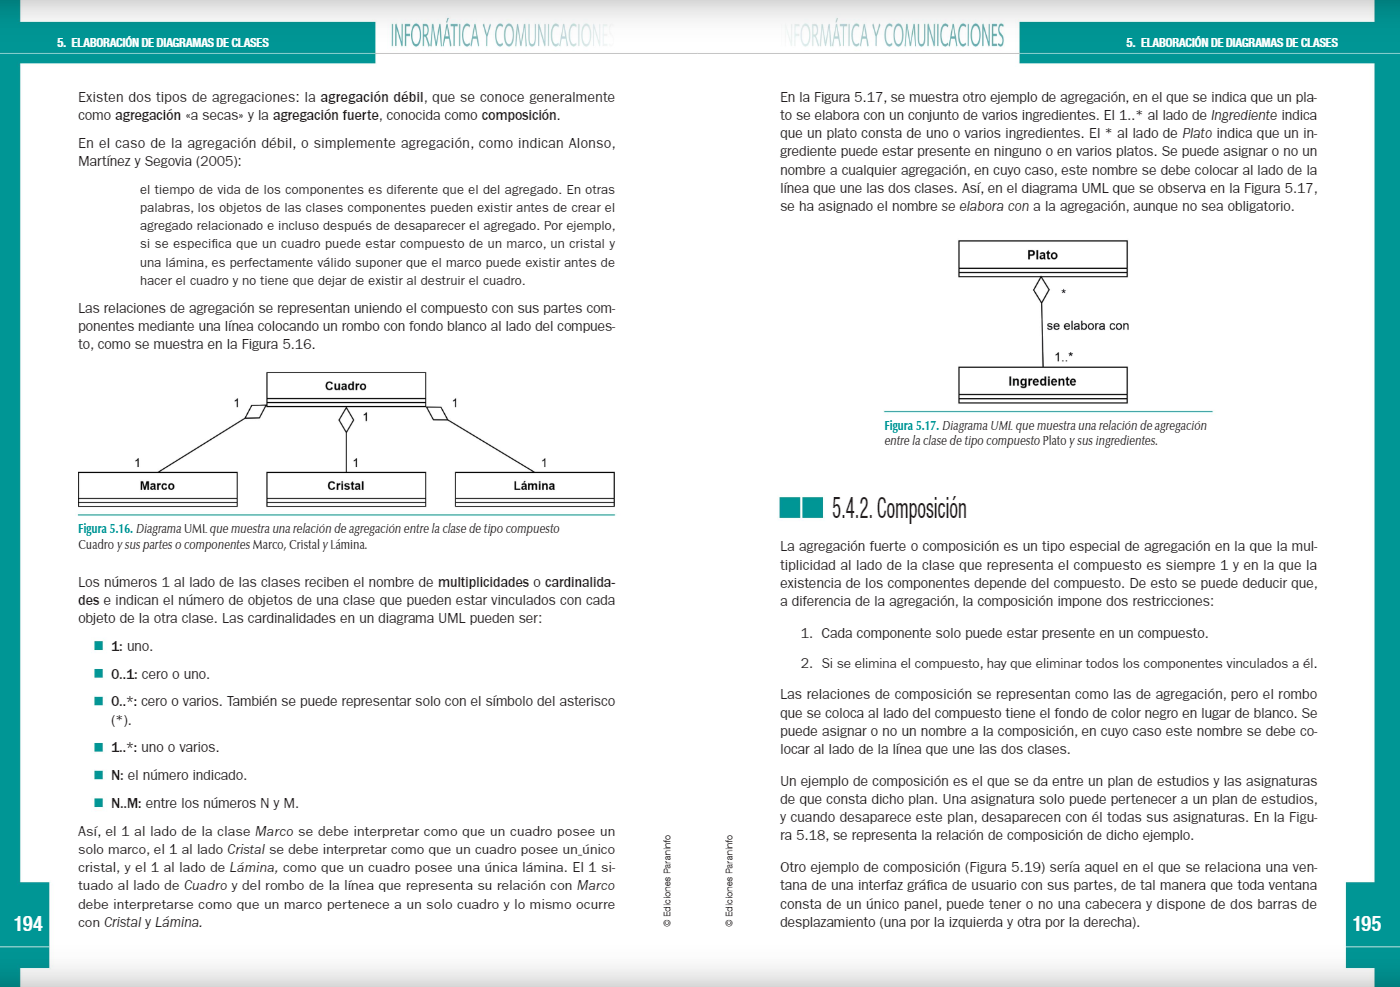 5. ELABORACIÓN DE DIAGRAMAS DE CLASES
INFORMÁTICA Y COMUNICACIONES
Existen dos tipos de agregaciones: la agregación débil, que se conoce generalmente
como agregación «a secas» y la agregación fuerte, conocida como composición.
En el caso de la agregación débil, o simplemente agregación, como indican Alonso,
Martínez y Segovia (2005):
el tiempo de vida de los componentes es diferente que el del agregado. En otras
palabras, los objetos de las clases componentes pueden existir antes de crear el
agregado relacionado e incluso después de desaparecer el agregado. Por ejemplo,
si se especifica que un cuadro puede estar compuesto de un marco, un cristal y
una lámina, es perfectamente válido suponer que el marco puede existir antes de
hacer el cuadro y no tiene que dejar de existir al destruir el cuadro.
Las relaciones de agregación se representan uniendo el compuesto con sus partes com-
ponentes mediante una línea colocando un rombo con fondo blanco al lado del compues-
to, como se muestra en la Figura 5.16.
Cuadro
1 1 1
1 1 1
Marco Cristal Lámina
Figura 5.16. Diagrama UML que muestra una relación de agregación entre la clase de tipo compuesto
Cuadro y sus partes o componentes Marco, Cristal y Lámina.
Los números 1 al lado de las clases reciben el nombre de multiplicidades o cardinalida-
des e indican el número de objetos de una clase que pueden estar vinculados con cada
objeto de la otra clase. Las cardinalidades en un diagrama UML pueden ser:
1: uno.
0..1: cero o uno.
0..*: cero o varios. También se puede representar solo con el símbolo del asterisco
(*).
1..*: uno o varios.
N: el número indicado.
N..M: entre los números N y M.
Así, el 1 al lado de la clase Marco se debe interpretar como que un cuadro posee un
solo marco, el 1 al lado Cristal se debe interpretar como que un cuadro posee un único
cristal, y el 1 al lado de Lámina, como que un cuadro posee una única lámina. El 1 si-
tuado al lado de Cuadro y del rombo de la línea que representa su relación con Marco
debe interpretarse como que un marco pertenece a un solo cuadro y lo mismo ocurre
con Cristal y Lámina.
194
© Ediciones Paraninfo
INFORMÁTICA Y COMUNICACIONES
5. ELABORACIÓN DE DIAGRAMAS DE CLASES
En la Figura 5.17, se muestra otro ejemplo de agregación, en el que se indica que un pla-
to se elabora con un conjunto de varios ingredientes. El 1..* al lado de Ingrediente indica
que un plato consta de uno o varios ingredientes. El * al lado de Plato indica que un in-
grediente puede estar presente en ninguno o en varios platos. Se puede asignar o no un
nombre a cualquier agregación, en cuyo caso, este nombre se debe colocar al lado de la
línea que une las dos clases. Así, en el diagrama UML que se observa en la Figura 5.17,
se ha asignado el nombre se elabora con a la agregación, aunque no sea obligatorio.
Plato
*
se elabora con
1..*
Ingrediente
Figura 5.17. Diagrama UML que muestra una relación de agregación
entre la clase de tipo compuesto Plato y sus ingredientes.
5.4.2. Composición
La agregación fuerte o composición es un tipo especial de agregación en la que la mul-
tiplicidad al lado de la clase que representa el compuesto es siempre 1 y en la que la
existencia de los componentes depende del compuesto. De esto se puede deducir que,
a diferencia de la agregación, la composición impone dos restricciones:
1. Cada componente solo puede estar presente en un compuesto.
2. Si se elimina el compuesto, hay que eliminar todos los componentes vinculados a él.
Las relaciones de composición se representan como las de agregación, pero el rombo
que se coloca al lado del compuesto tiene el fondo de color negro en lugar de blanco. Se
puede asignar o no un nombre a la composición, en cuyo caso este nombre se debe co-
locar al lado de la línea que une las dos clases.
Un ejemplo de composición es el que se da entre un plan de estudios y las asignaturas
de que consta dicho plan. Una asignatura solo puede pertenecer a un plan de estudios,
y cuando desaparece este plan, desaparecen con él todas sus asignaturas. En la Figu-
ra 5.18, se representa la relación de composición de dicho ejemplo.
Otro ejemplo de composición (Figura 5.19) sería aquel en el que se relaciona una ven-
tana de una interfaz gráfica de usuario con sus partes, de tal manera que toda ventana
consta de un único panel, puede tener o no una cabecera y dispone de dos barras de
desplazamiento (una por la izquierda y otra por la derecha).
© Ediciones Paraninfo
195